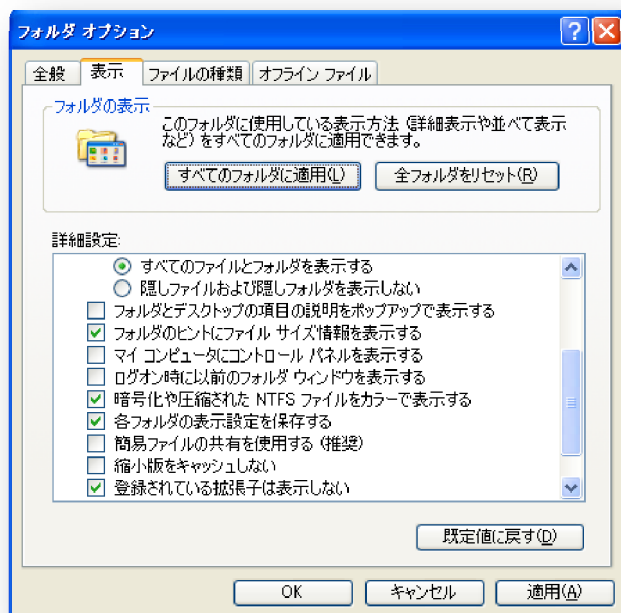 フォルダ オプション
全般
表示
ファイルの種類
オフライン ファイル
フォルダの表示
このフォルダに使用している表示方法 (詳細表示や並べて表示
など) をすべてのフォルダに適用できます。
すべてのフォルダに適用(L)
全フォルダをリセット(R)
詳細設定:
すべてのファイルとフォルダを表示する
隠しファイルおよび隠しフォルダを表示しない
フォルダとデスクトップの項目の説明をポップアップで表示する
フォルダのヒントにファイル サイズ情報を表示する
マイ コンピュータにコントロール パネルを表示する
ログオン時に以前のフォルダ ウィンドウを表示する
暗号化や圧縮された NTFS ファイルをカラーで表示する
各フォルダの表示設定を保存する
簡易ファイルの共有を使用する (推奨)
縮小版をキャッシュしない
登録されている拡張子は表示しない
既定値に戻す(D)
OK
キャンセル
適用(A)